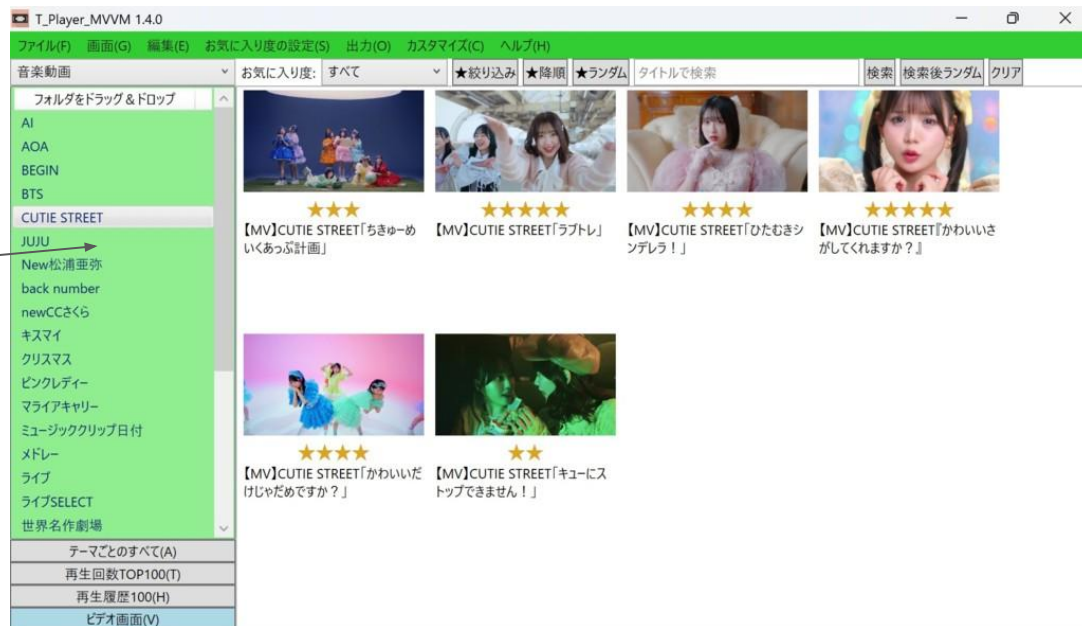 T_Player_MVVM 1.4.0
ファイル(F) 画面(G) 編集(E) お気に入り度の設定(S) 出力(O) カスタマイズ(C) ヘルプ(H)
音楽動画 お気に入り度: すべて ★絞り込み ★降順 ★ランダム タイトルで検索 検索 検索後ランダム クリア
フォルダをドラッグ＆ドロップ
AI
AOA
BEGIN
BTS
CUTIE STREET
JUJU
New松浦亜弥
back number
newCCさくら
キスマイ
クリスマス
ピンクレディー
マライアキャリー
ミュージッククリップ日付
メドレー
ライブ
ライブSELECT
世界名作劇場
テーマごとのすべて(A)
再生回数TOP100(T)
再生履歴100(H)
ビデオ画面(V)
★★★
【MV】CUTIE STREET「ちきゅーめ
いくあっぷ計画」
★★★★★
【MV】CUTIE STREET「ラブトレ」
★★★★
【MV】CUTIE STREET「ひたむきシ
ンデレラ！」
★★★★★
【MV】CUTIE STREET『かわいいさ
がしてくれますか？』
★★★★
【MV】CUTIE STREET「かわいいだ
けじゃだめですか？」
★★
【MV】CUTIE STREET「キューにス
トップできません！」